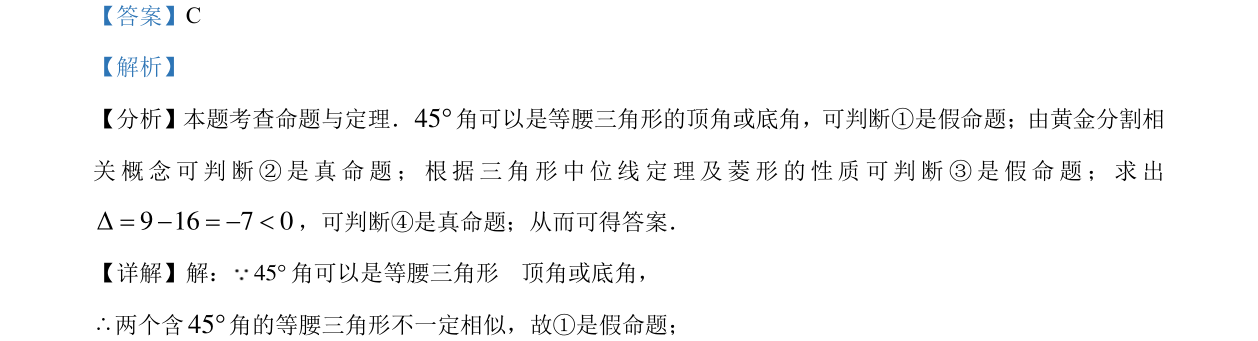 【答案】C
【解析】
【分析】本题考查命题与定理．45°角可以是等腰三角形的顶角或底角，可判断①是假命题；由黄金分割相
关概念可判断②是真命题；根据三角形中位线定理及菱形的性质可判断③是假命题；求出
Δ=9−16=−7<0，可判断④是真命题；从而可得答案．
【详解】解：∵45°角可以是等腰三角形 顶角或底角，
∴两个含45°角的等腰三角形不一定相似，故①是假命题；